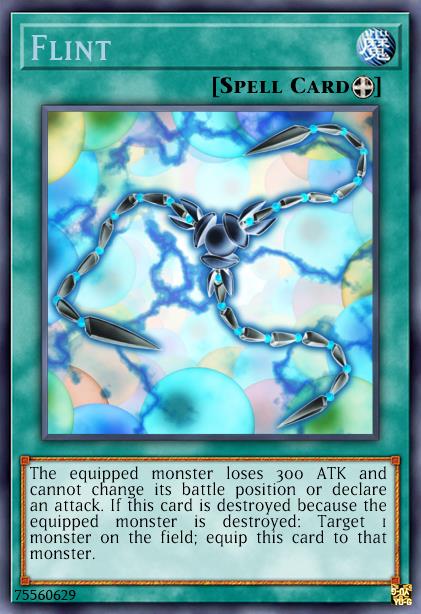 Flint
魔
[Spell Card]
The equipped monster loses 300 ATK and
cannot change its battle position or declare
an attack. If this card is destroyed because the
equipped monster is destroyed: Target 1
monster on the field; equip this card to that
monster.
75560629